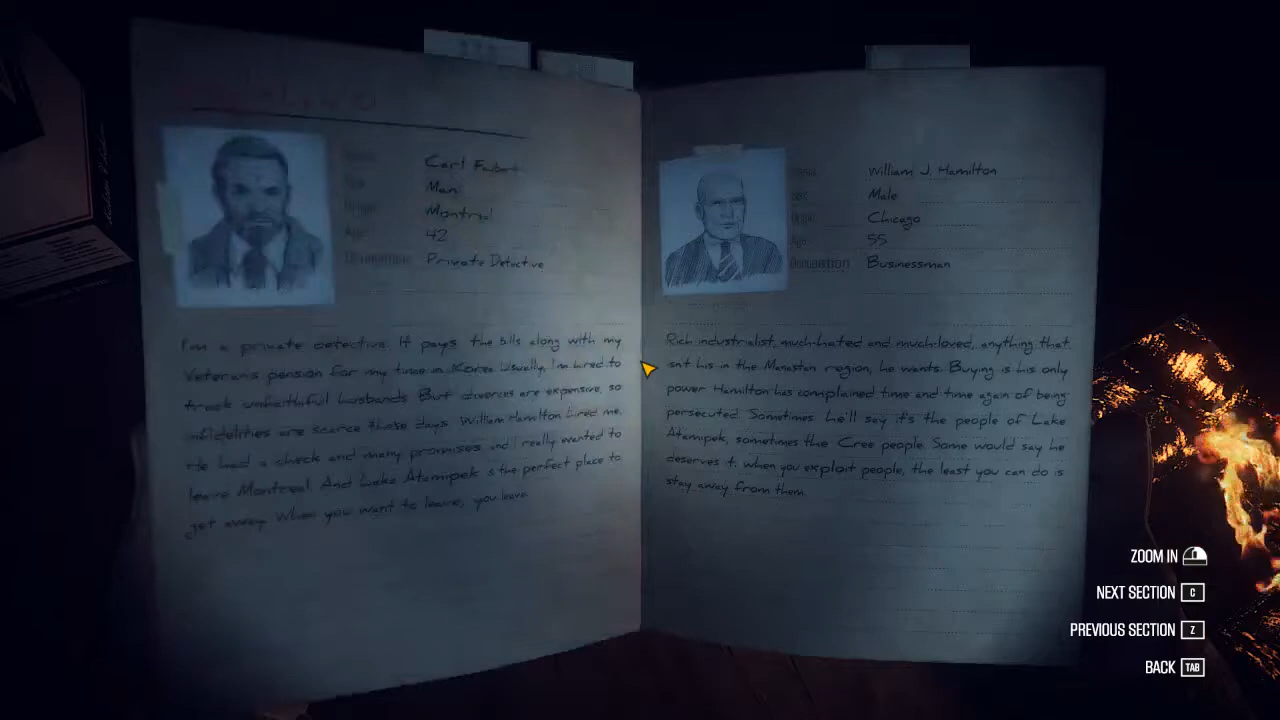 Carl Faubert
Man
Montreal
42
Private Detective
I'm a private detective. It pays the bills along with my
Veterans pension for my time in Korea. Usually, I'm hired to
track unfaithful husbands. But divorces are expensive, so
infidelities are scarce these days. William Hamilton hired me.
He had a check and many promises and I really wanted to
leave Montreal. And Lake Atamipek is the perfect place to
get away. When you want to leave, you leave.
William J. Hamilton
Sex Male
Chicago
Age 55
Occupation Businessman
Rich industrialist, much-hated and much-loved, anything that
isnt his in the Manastan region, he wants. Buying is his only
power. Hamilton has complained time and time again of being
persecuted. Sometimes he'll say it's the people of Lake
Atamipek, sometimes the Cree people. Some would say he
deserves it. when you exploit people, the least you can do is
stay away from them.
ZOOM IN
NEXT SECTION C
PREVIOUS SECTION Z
BACK TAB